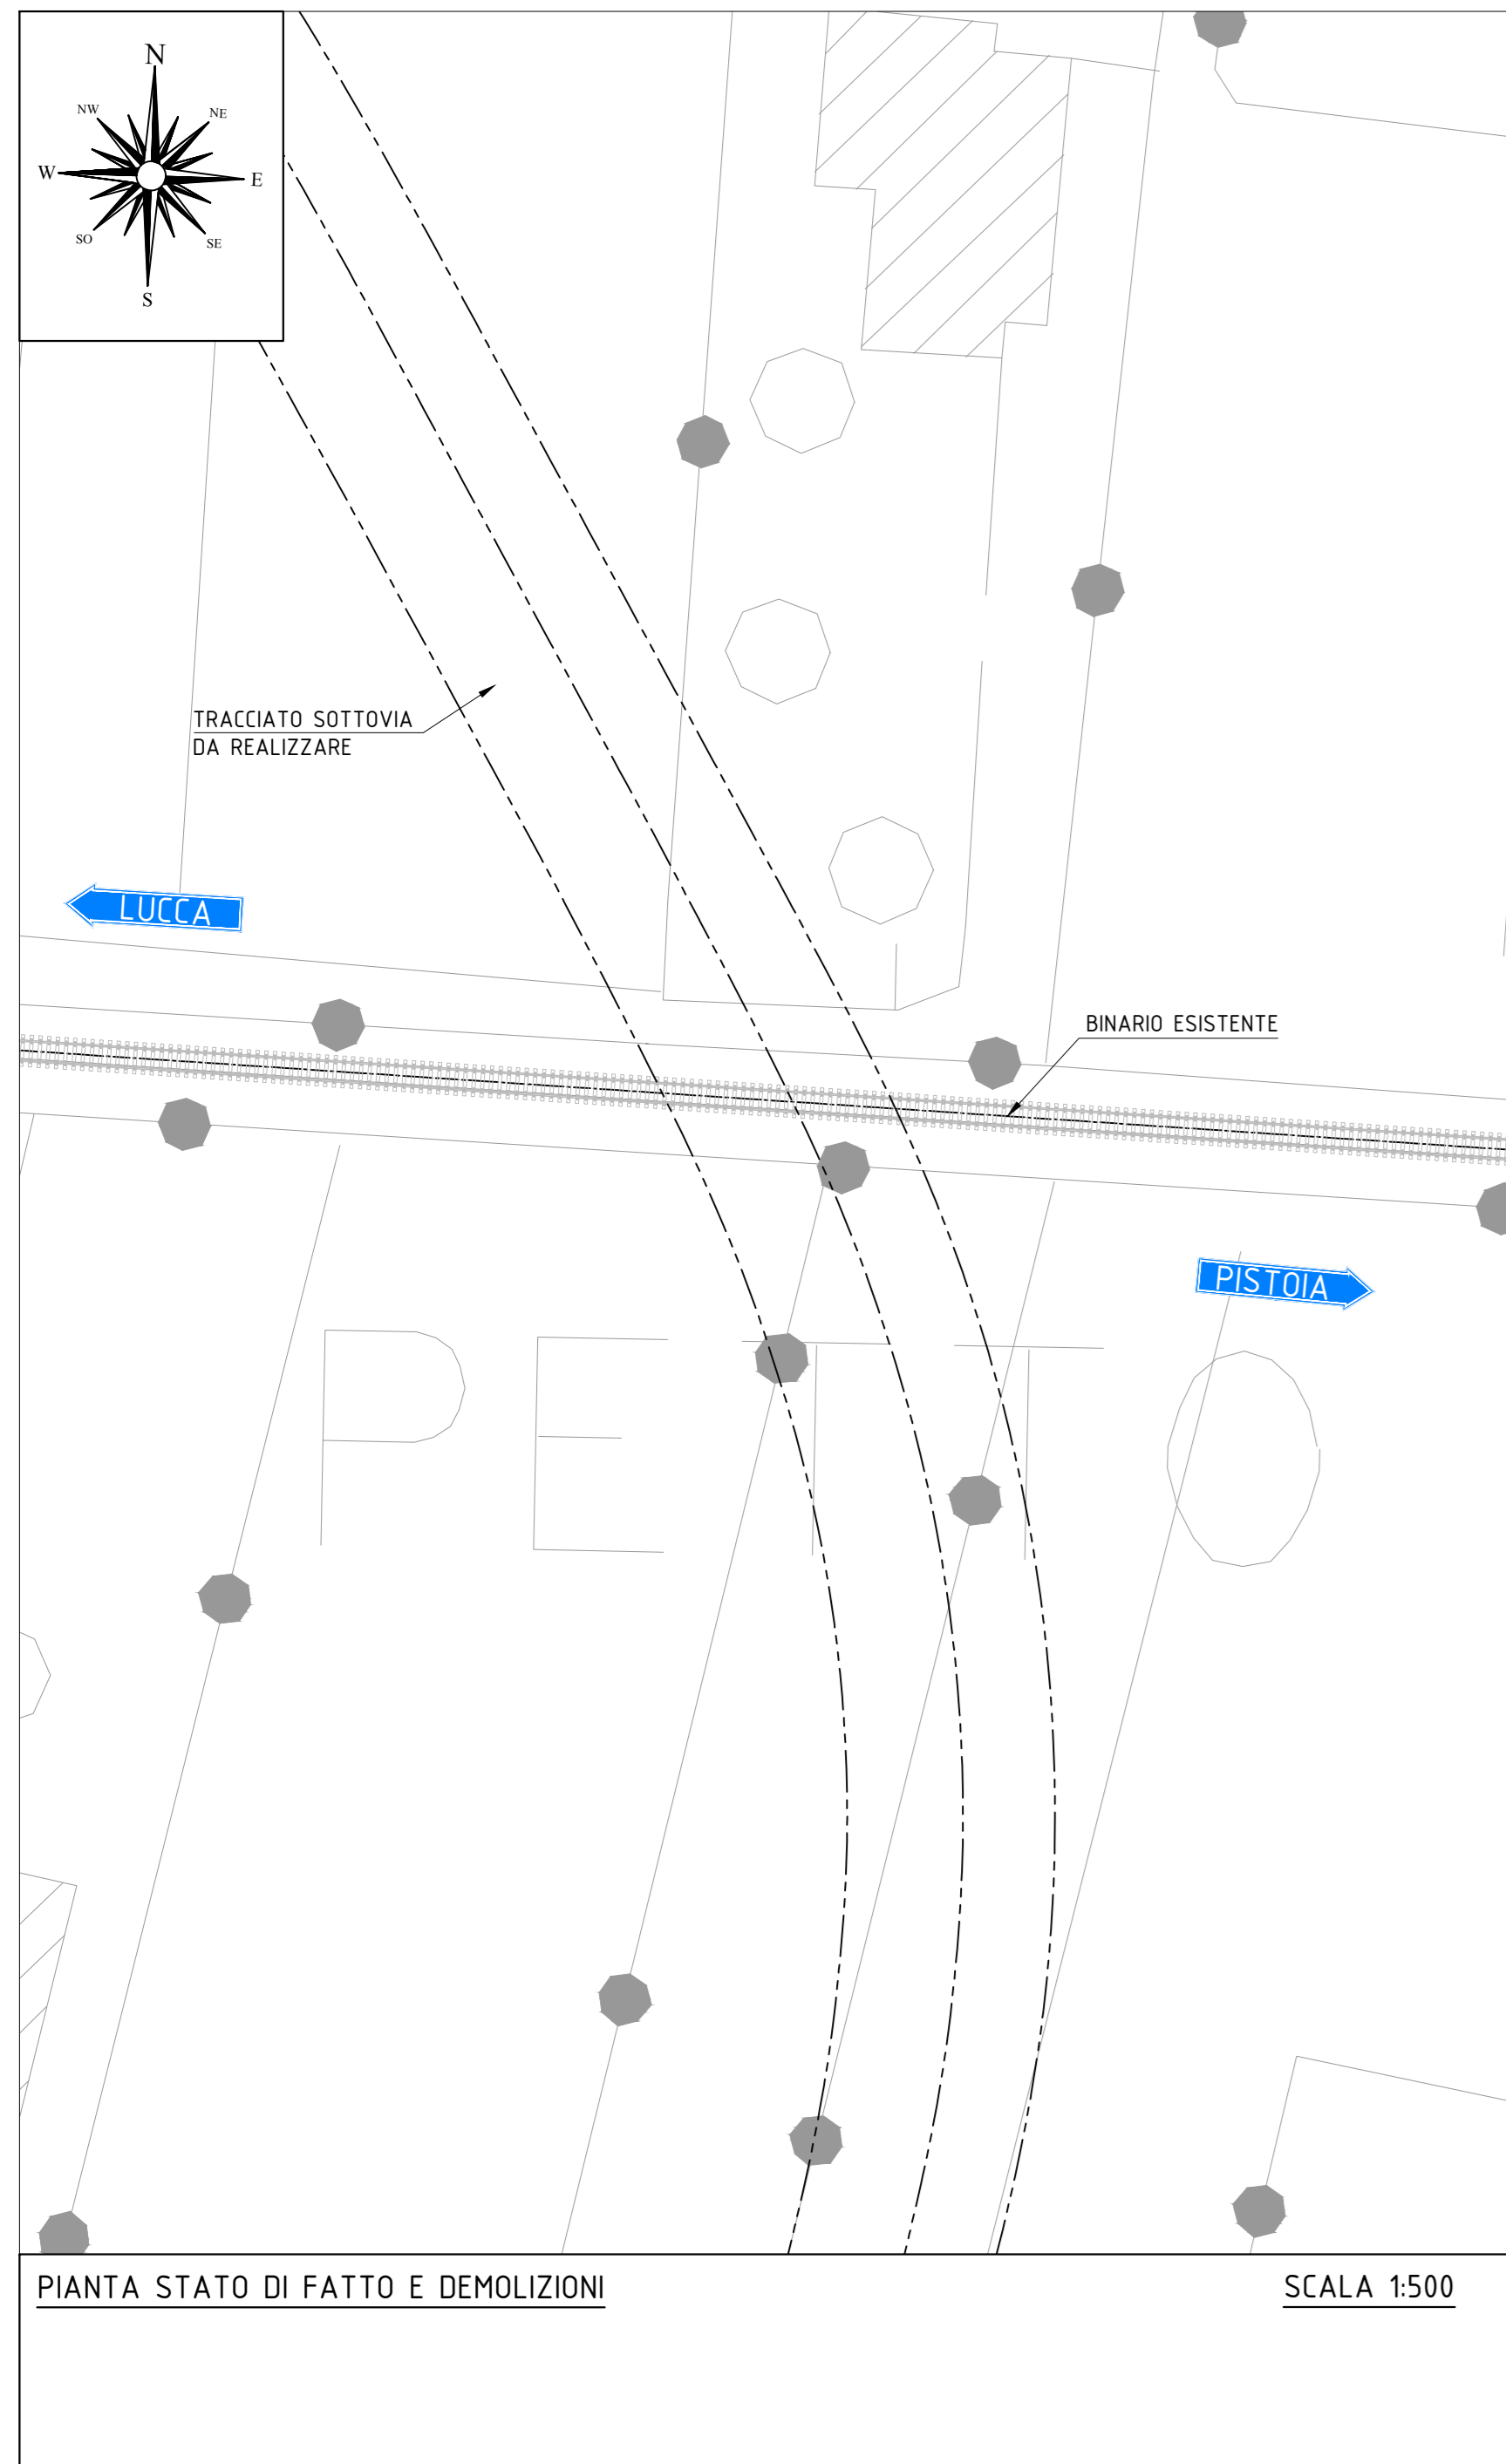 N
NW
NE
W
E
SO
SE
S
TRACCIATO SOTTOVIA
DA REALIZZARE
LUCCA
BINARIO ESISTENTE
PISTOIA
PETTO
PIANTA STATO DI FATTO E DEMOLIZIONI
SCALA 1:500